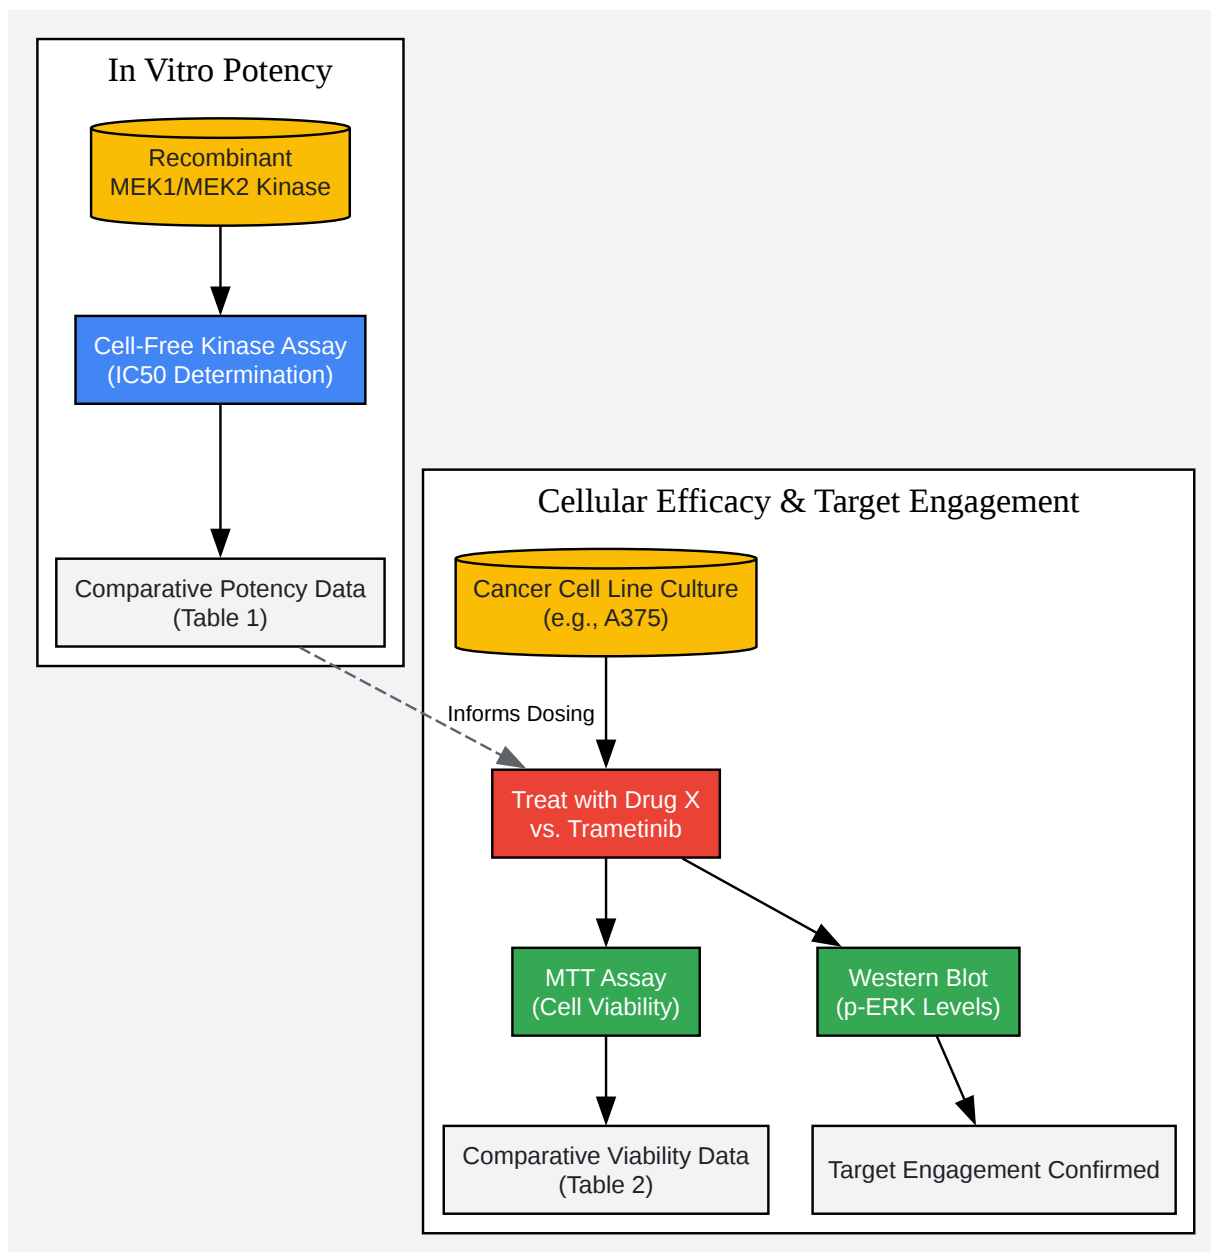 In Vitro Potency
Recombinant
MEK1/MEK2 Kinase
Cell-Free Kinase Assay
(IC50 Determination)
Comparative Potency Data
(Table 1)
Cellular Efficacy & Target Engagement
Cancer Cell Line Culture
(e.g., A375)
Informs Dosing
Treat with Drug X
vs. Trametinib
MTT Assay
(Cell Viability)
Western Blot
(p-ERK Levels)
Comparative Viability Data
(Table 2)
Target Engagement Confirmed